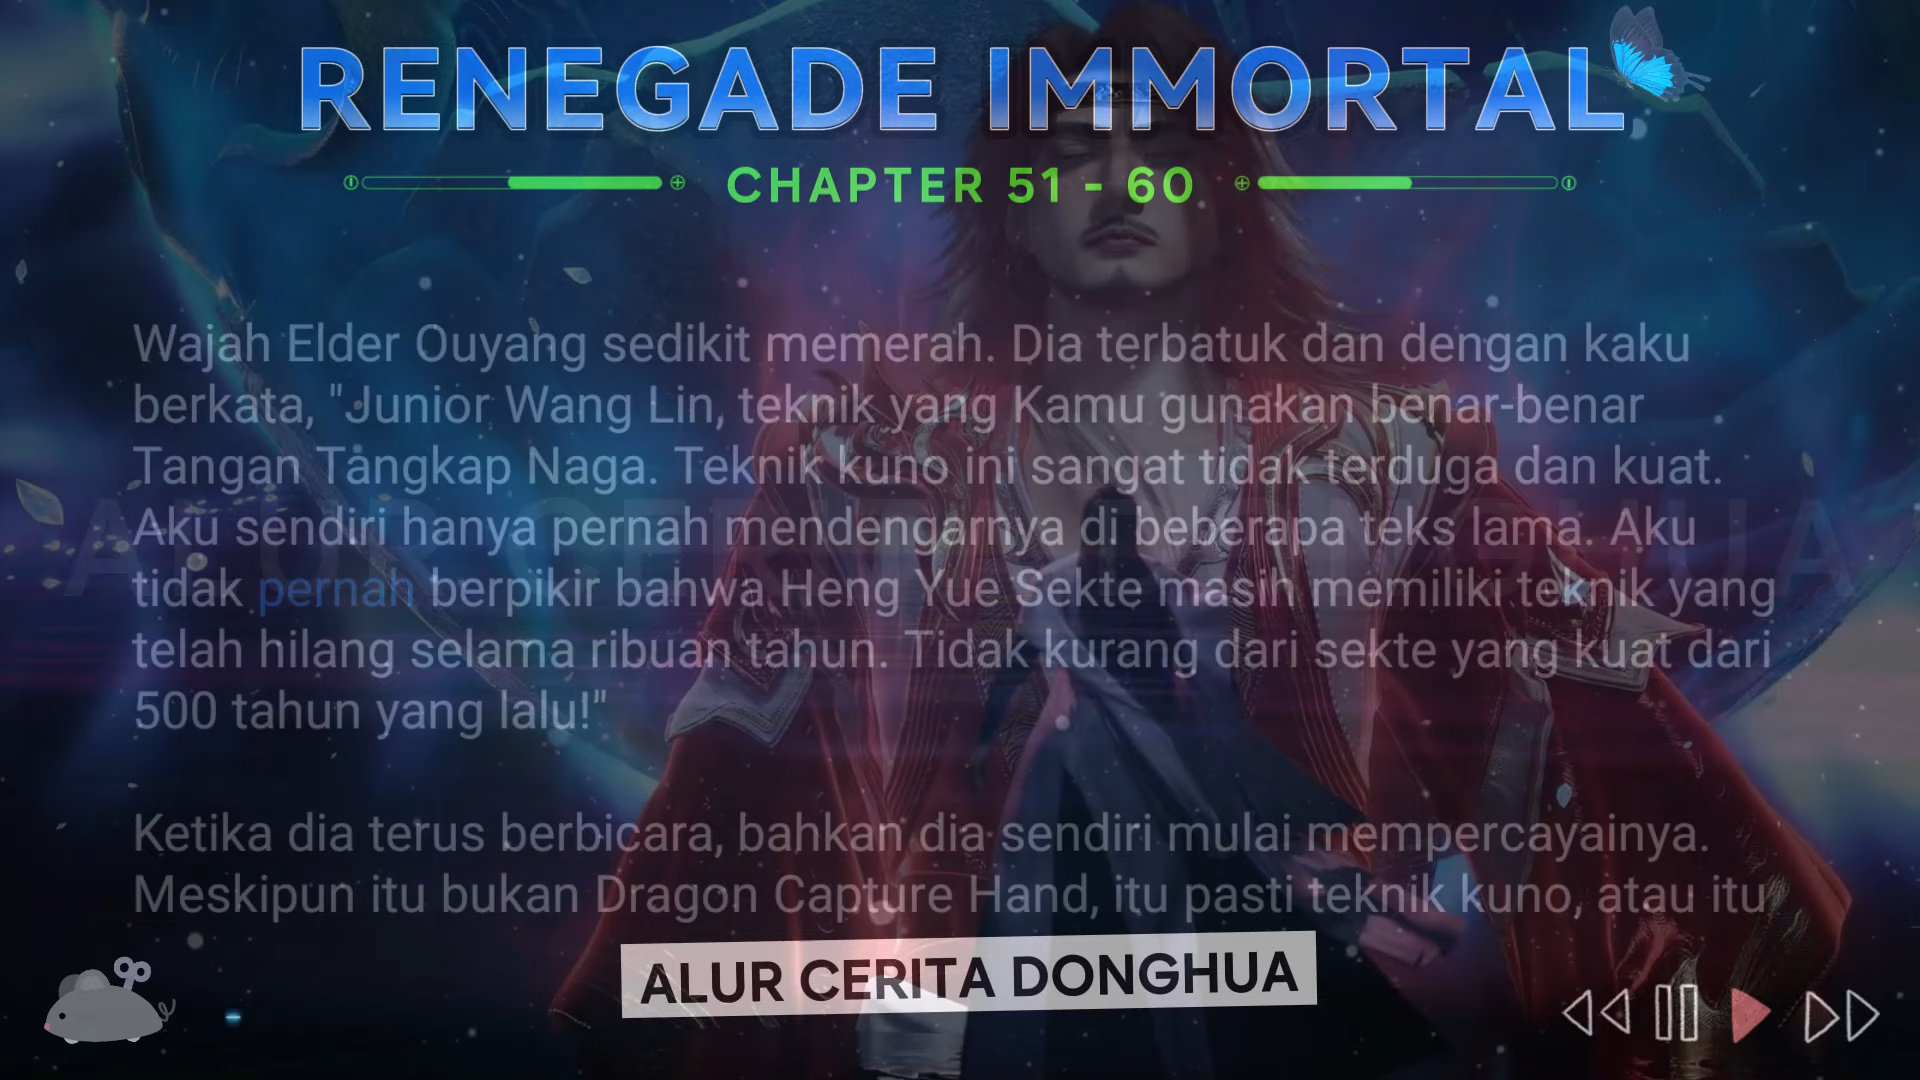 RENEGADE IMMORTAL
CHAPTER 51 - 60
Wajah Elder Ouyang sedikit memerah. Dia terbatuk dan dengan kaku
berkata, "Junior Wang Lin, teknik yang Kamu gunakan benar-benar
Tangan Tangkap Naga. Teknik kuno ini sangat tidak terduga dan kuat.
Aku sendiri hanya pernah mendengarnya di beberapa teks lama. Aku
tidak pernah berpikir bahwa Heng Yue Sekte masih memiliki teknik yang
telah hilang selama ribuan tahun. Tidak kurang dari sekte yang kuat dari
500 tahun yang lalu!"
Ketika dia terus berbicara, bahkan dia sendiri mulai mempercayainya.
Meskipun itu bukan Dragon Capture Hand, itu pasti teknik kuno, atau itu
ALUR CERITA DONGHUA